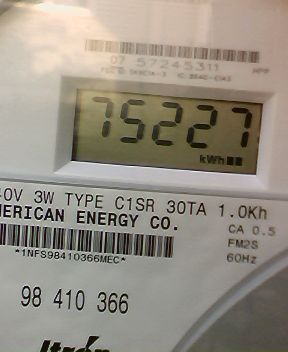 07 57245311
75227
kWh
0V 3W TYPE C1SR 30TA 1.0Kh
MERICAN ENERGY CO.
CA 0.5
FM2S
60Hz
*1NFS98410366MEC*
98 410 366
Itrón